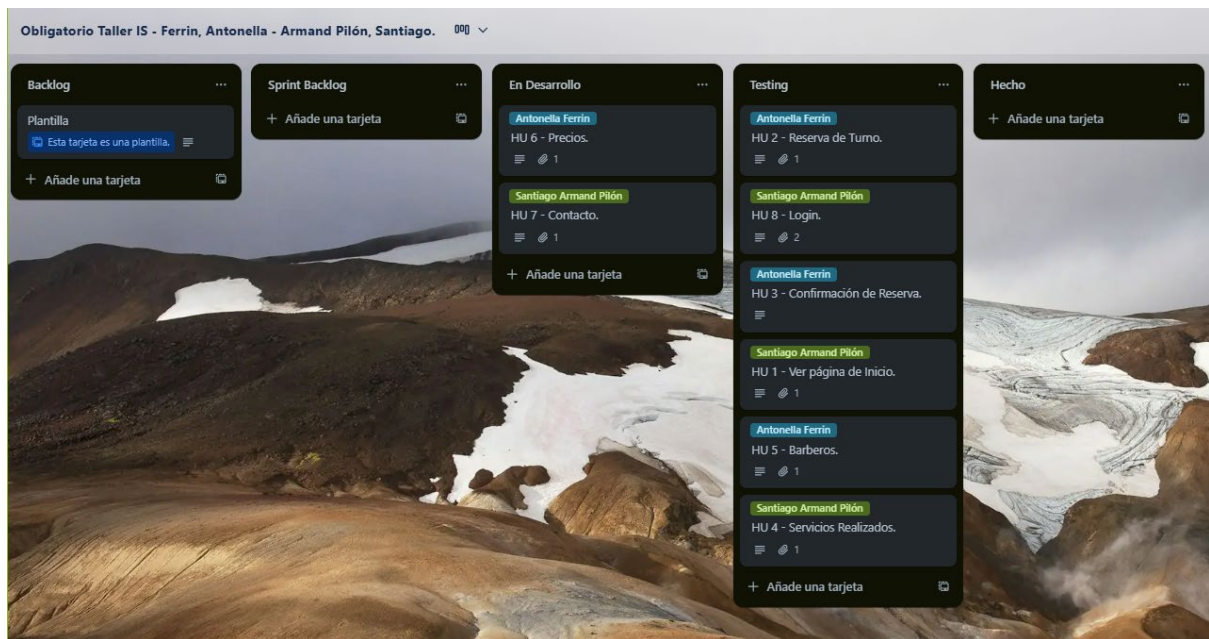 Obligatorio Taller IS - Ferrin, Antonella - Armand Pilón, Santiago.
Backlog
Plantilla
Esta tarjeta es una plantilla.
+ Añade una tarjeta
Sprint Backlog
+ Añade una tarjeta
En Desarrollo
Antonella Ferrin
HU 6 - Precios.
1
Santiago Armand Pilón
HU 7 - Contacto.
1
+ Añade una tarjeta
Testing
Antonella Ferrin
HU 2 - Reserva de Turno.
1
Santiago Armand Pilón
HU 8 - Login.
2
Antonella Ferrin
HU 3 - Confirmación de Reserva.
Santiago Armand Pilón
HU 1 - Ver página de Inicio.
1
Antonella Ferrin
HU 5 - Barberos.
1
Santiago Armand Pilón
HU 4 - Servicios Realizados.
1
+ Añade una tarjeta
Hecho
+ Añade una tarjeta